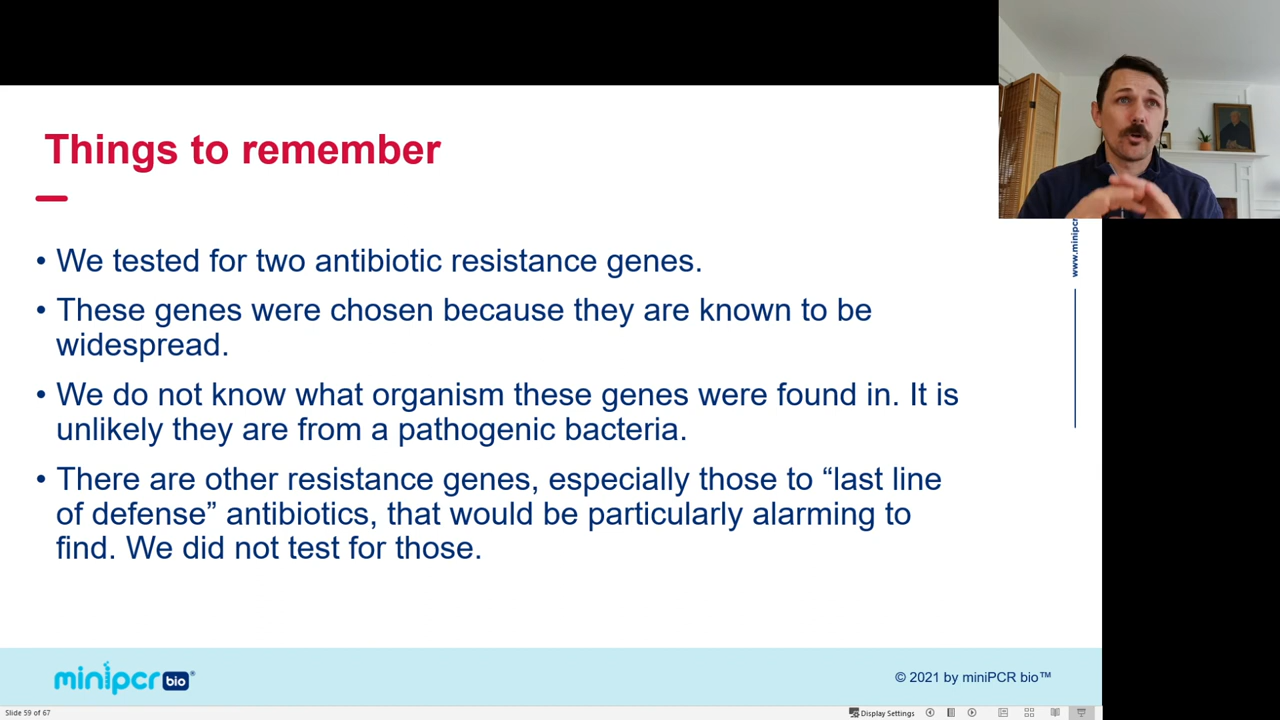 Things to remember
www.minipcr
• We tested for two antibiotic resistance genes.
• These genes were chosen because they are known to be
widespread.
• We do not know what organism these genes were found in. It is
unlikely they are from a pathogenic bacteria.
• There are other resistance genes, especially those to “last line
of defense” antibiotics, that would be particularly alarming to
find. We did not test for those.
minipcr bio®
© 2021 by miniPCR bio™
Slide 59 of 67
Display Settings